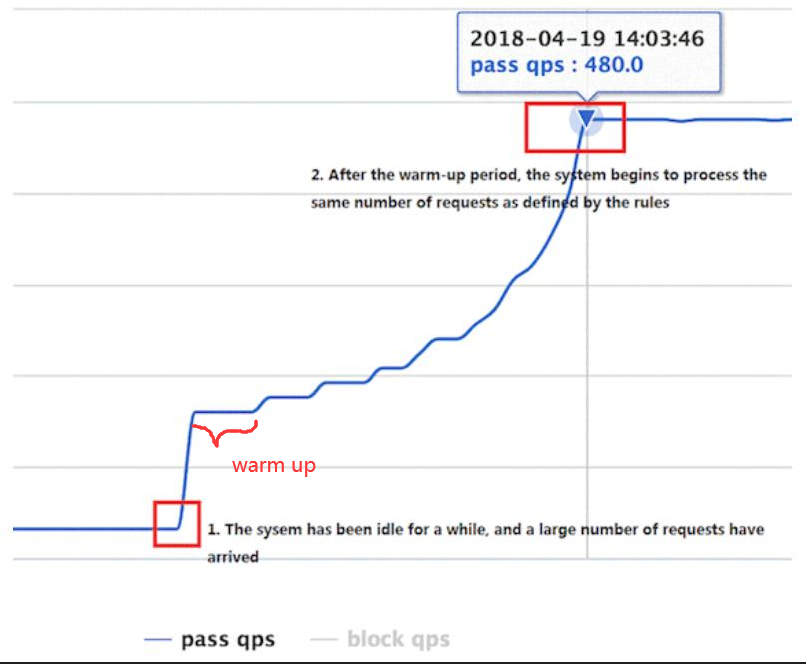 2018-04-19 14:03:46
pass qps : 480.0
2. After the warm-up period, the system begins to process the
same number of requests as defined by the rules
warm up
1. The sysem has been idle for a while, and a large number of requests have
arrived
pass qps
block qps